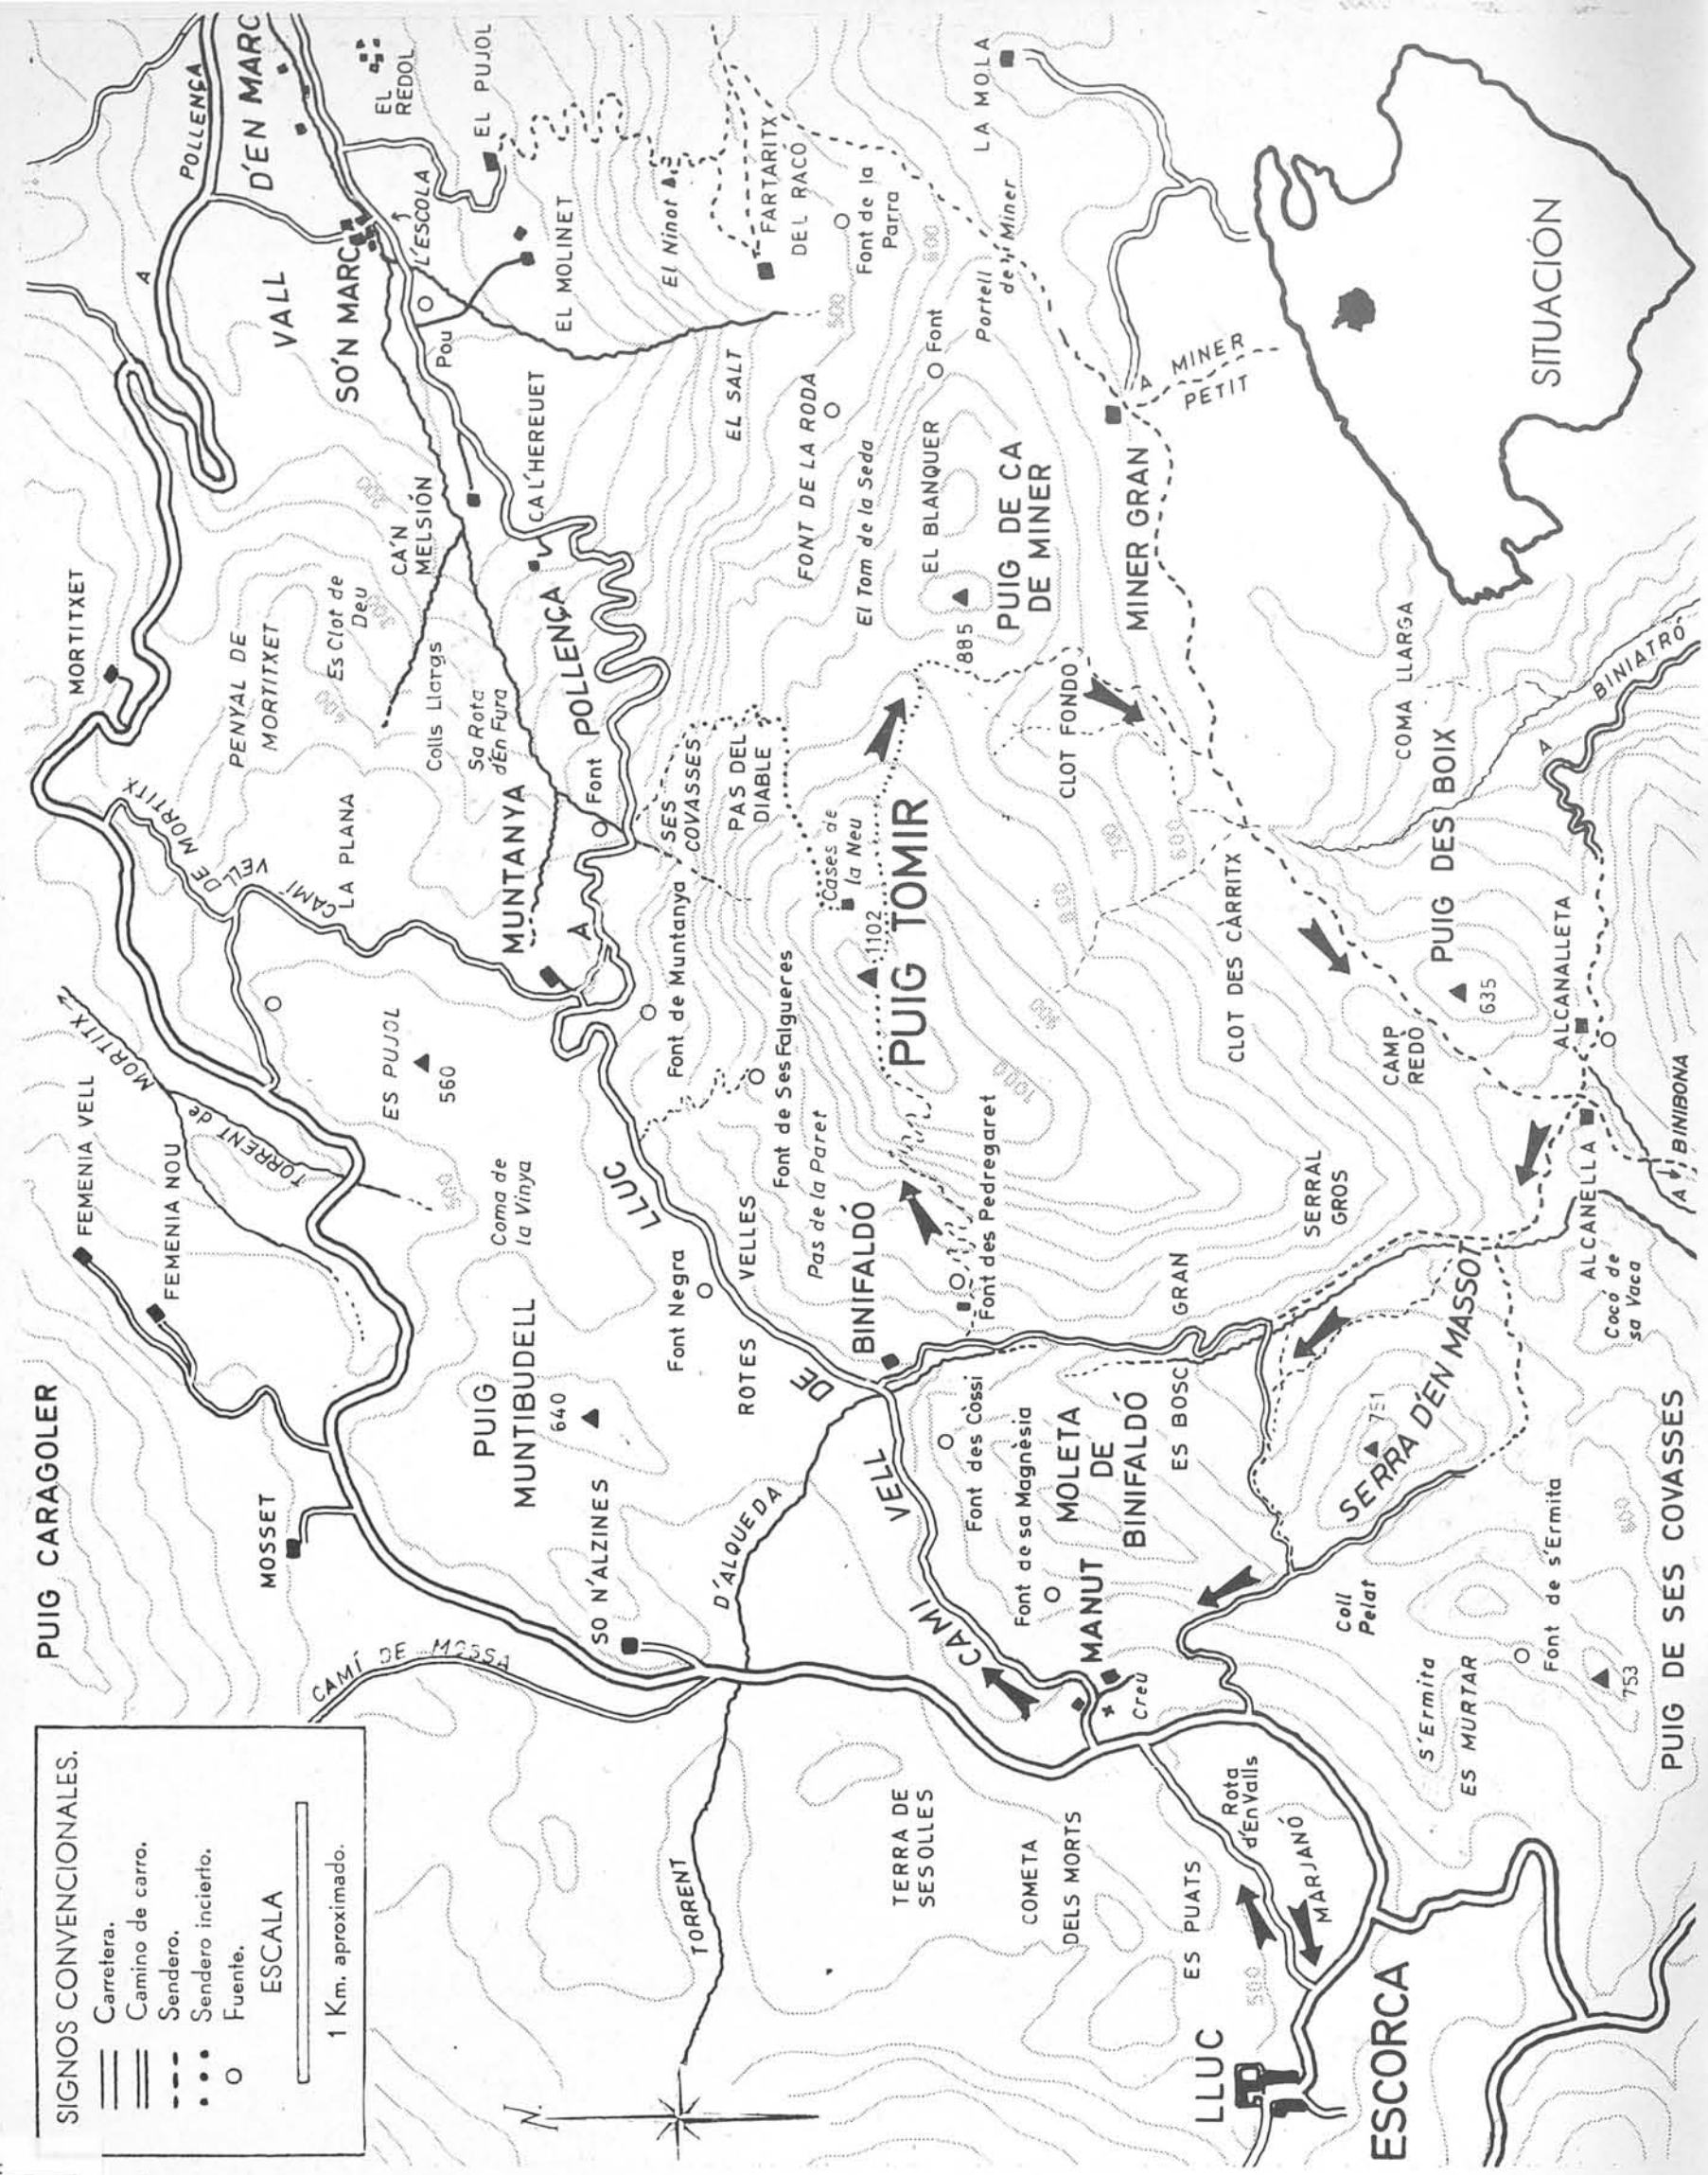 SIGNOS CONVENCIONALES.
Carretera.
Camino de carro.
Sendero.
Sendero incierto.
Fuente.
ESCALA
1 Km. aproximado.
N.
PUIG CARAGOLER
FEMENIA VELL
FEMENIA NOU
MOSSET
CAMÍ DE MOSSA
MORTITX
TORRENT de
MORTITXET
CAMÍ
VELL
DE MORTITX
A
POLLENÇA
VALL
D'EN MARC
SO'N MARC
EL
REDOL
EL PUJOL
L'ESCOLA
Pou
EL MOLINET
PENYAL DE
MORTITXET
Es Clot de
Deu
CA'N
MELSIÓN
CA L'HEREUET
Colls Llargs
Sa Rota
d'En Fura
LA PLANA
ES PUJOL
560
Coma de
la Vinya
500
PUIG
MUNTIBUDELL
640
SO N'ALZINES
TORRENT
D'ALQUEDA
MUNTANYA
Font
CAMI
VELL
DE
LLUC
A
POLLENÇA
Font Negra
ROTES VELLES
Font de Muntanya
Font de Ses Falgueres
Pas de la Paret
SES
COVASSES
PAS DEL
DIABLE
Cases de
la Neu
1102
PUIG TOMIR
EL SALT
FONT DE LA RODA
El Tom de la Seda
El Ninot
FARTARITX
DEL RACÓ
Font de la
Parra
500
600
Font
Portell
des Miner
LA MOLA
EL BLANQUER
885
PUIG DE CA
DE MINER
MINER GRAN
A
MINER
PETIT
SITUACIÓN
BINIFALDÓ
Font des Pedregaret
Font des Còssi
Font de sa Magnèsia
MOLETA
DE
BINIFALDÓ
MANUT
Creu
ES BOSC GRAN
CLOT FONDO
CLOT DES CÀRRITX
COMA LLARGA
A
BINIATRÓ
PUIG DES BOIX
635
CAMP
REDÓ
ALCANALLETA
SERRAL
GROS
ALCANELLA
A BINIBONA
Cocó de
sa Vaca
SERRA D'EN MASSOT
751
Coll
Pelat
TERRA DE
SES OLLES
COMETA
DELS MORTS
ES PUATS
Rota
d'En Valls
MARJANÓ
S'Ermita
ES MURTAR
Font de s'Ermita
753
PUIG DE SES COVASSES
500
LLUC
ESCORCA